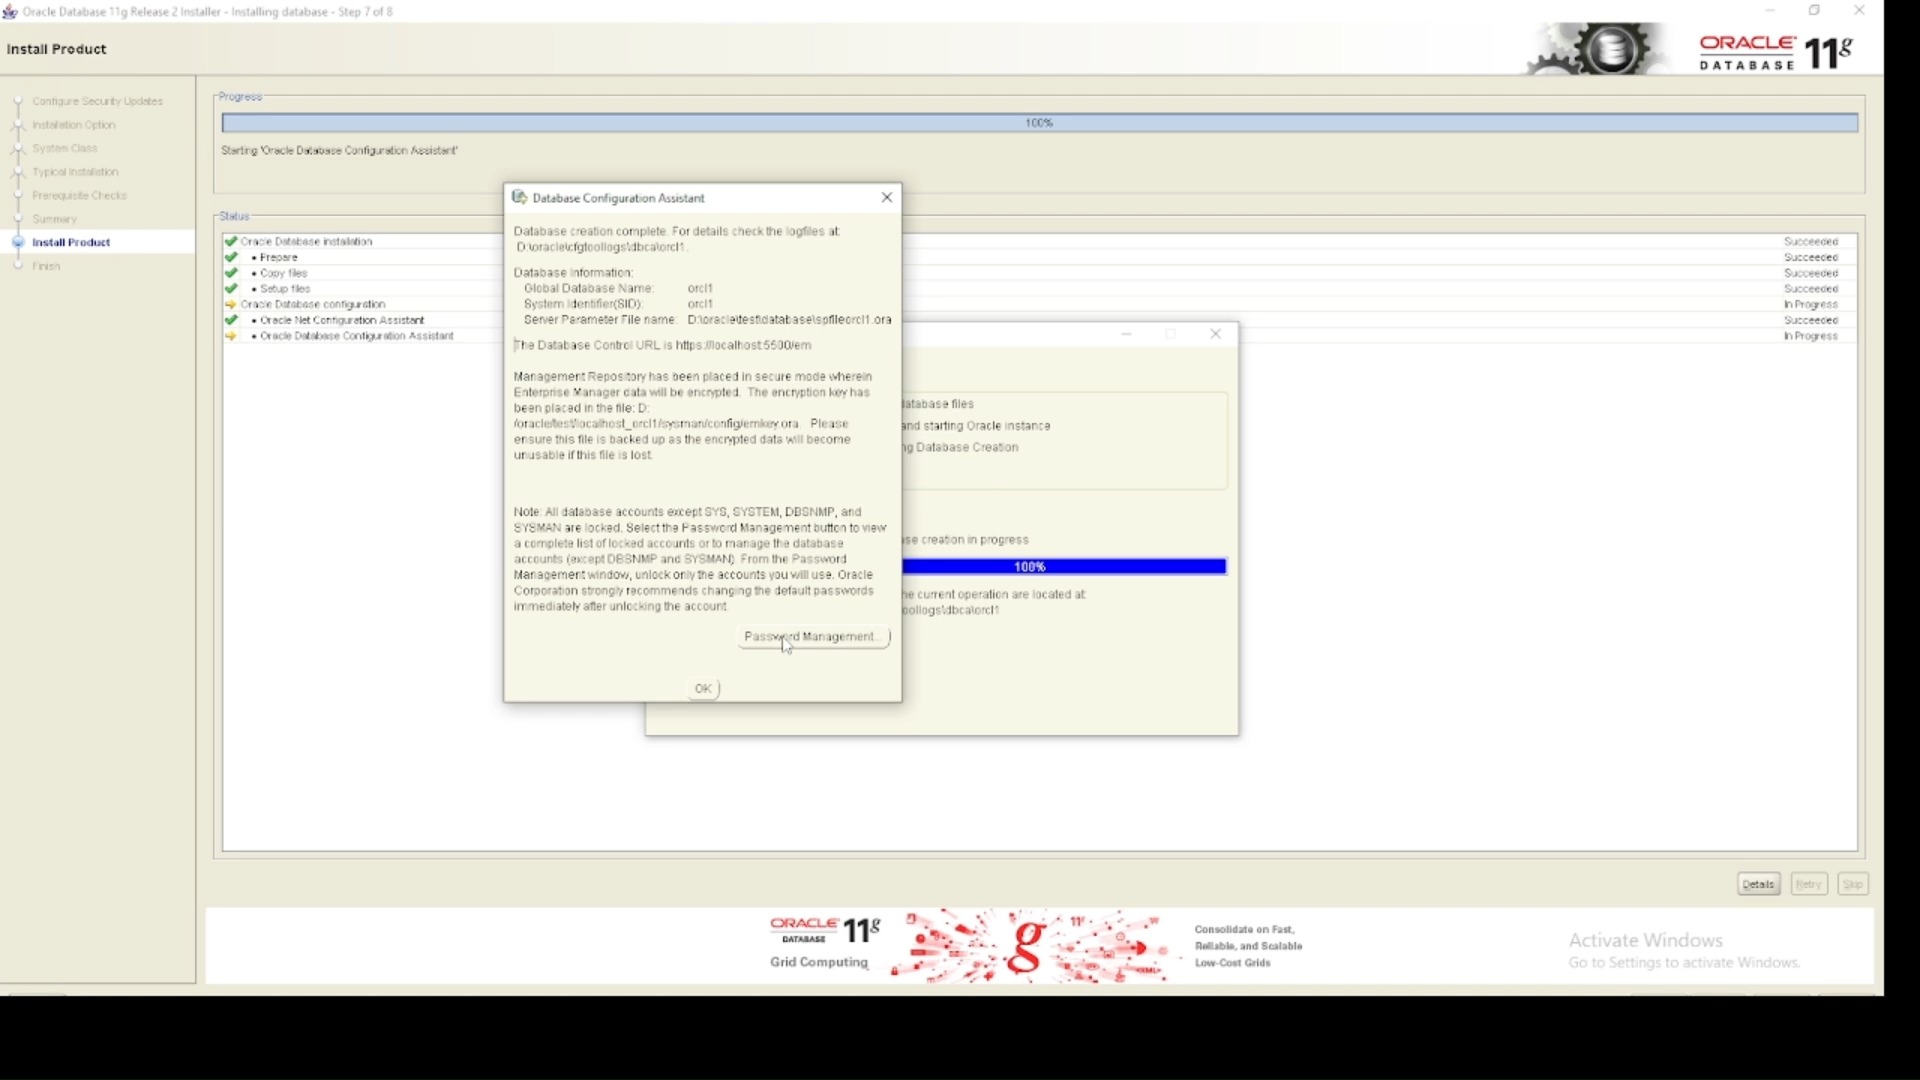 Oracle Database 11g Release 2 Installer - Installing database - Step 7 of 8
Install Product
ORACLE
DATABASE 11g
Configure Security Updates
Installation Option
System Class
Typical Installation
Prerequisite Checks
Summary
Install Product
Finish
Progress
100%
Starting 'Oracle Database Configuration Assistant'
Status
Oracle Database installation Succeeded
• Prepare Succeeded
• Copy files Succeeded
• Setup files Succeeded
Oracle Database configuration In Progress
• Oracle Net Configuration Assistant Succeeded
• Oracle Database Configuration Assistant In Progress
Database Configuration Assistant
Database creation complete. For details check the logfiles at:
D:\oracle\cfgtoollogs\dbca\orcl1.
Database Information:
Global Database Name: orcl1
System Identifier(SID): orcl1
Server Parameter File name: D:\oracle\test\database\spfileorcl1.ora
The Database Control URL is https://localhost:5500/em
Management Repository has been placed in secure mode wherein
Enterprise Manager data will be encrypted. The encryption key has
been placed in the file: D:
/oracle/test/localhost_orcl1/sysman/config/emkey.ora. Please
ensure this file is backed up as the encrypted data will become
unusable if this file is lost.
Note: All database accounts except SYS, SYSTEM, DBSNMP, and
SYSMAN are locked. Select the Password Management button to view
a complete list of locked accounts or to manage the database
accounts (except DBSNMP and SYSMAN). From the Password
Management window, unlock only the accounts you will use. Oracle
Corporation strongly recommends changing the default passwords
immediately after unlocking the account.
Password Management...
OK
database files
and starting Oracle instance
ng Database Creation
se creation in progress
100%
he current operation are located at:
oollogs\dbca\orcl1
Details Retry Skip
ORACLE
DATABASE 11g
Grid Computing
g
11g
Consolidate on Fast,
Reliable, and Scalable
Low-Cost Grids
Activate Windows
Go to Settings to activate Windows.